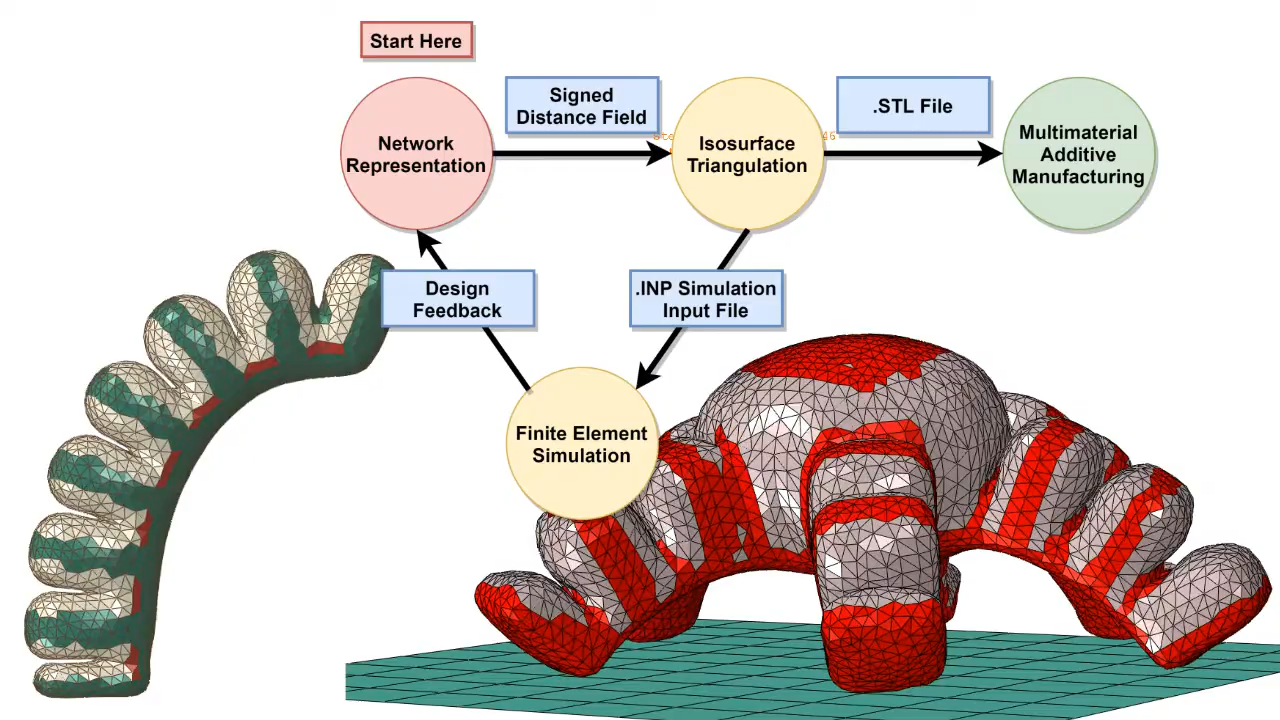 Start Here
Signed
Distance Field
.STL File
Network
Representation
Isosurface
Triangulation
Multimaterial
Additive
Manufacturing
Design
Feedback
.INP Simulation
Input File
Finite Element
Simulation